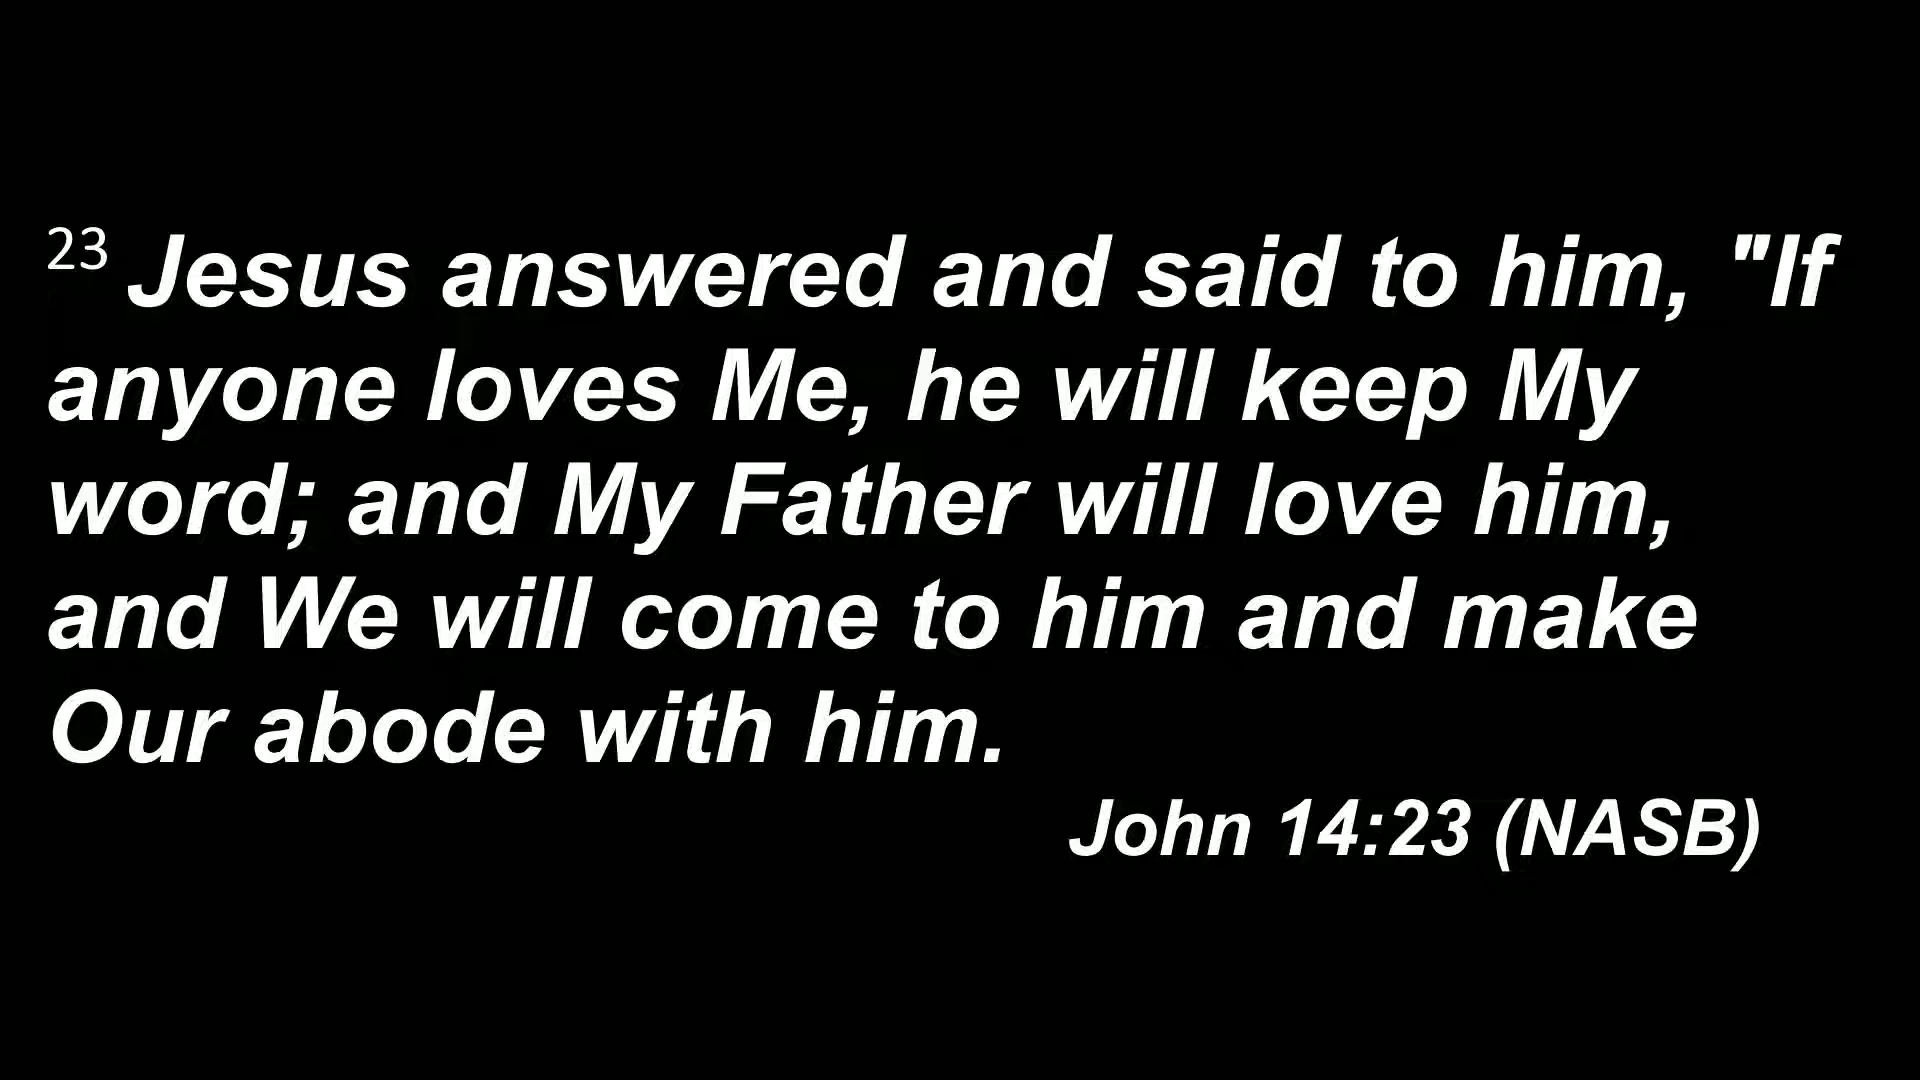 23 Jesus answered and said to him, "If
anyone loves Me, he will keep My
word; and My Father will love him,
and We will come to him and make
Our abode with him.
John 14:23 (NASB)